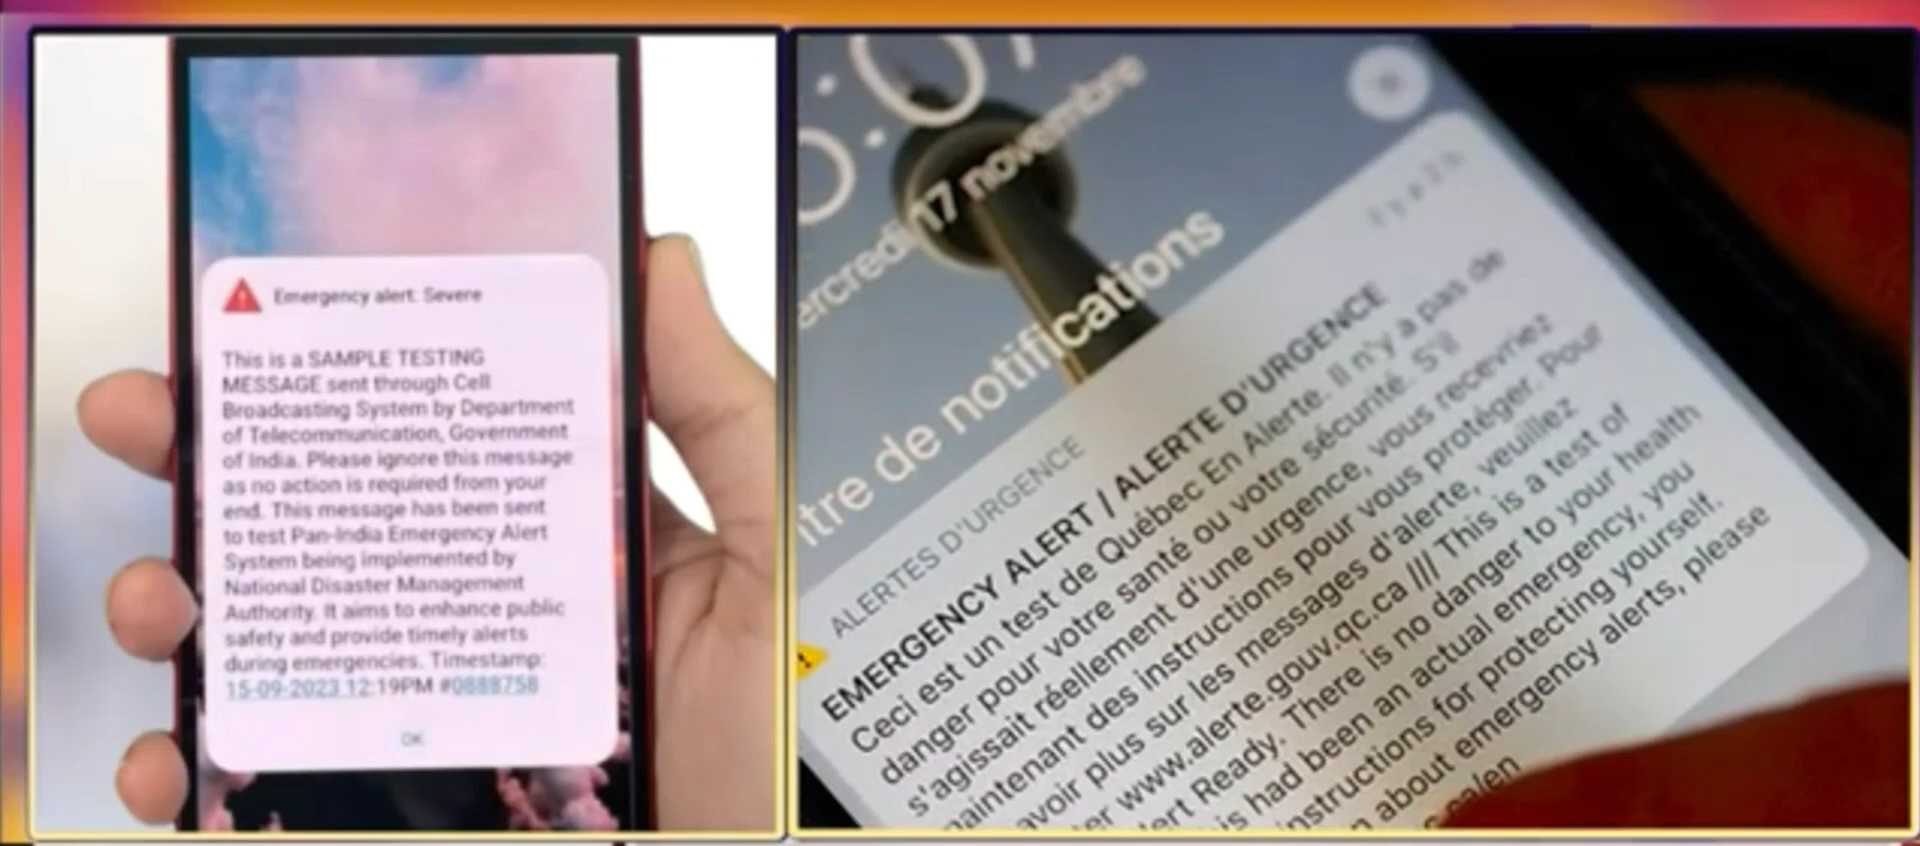 Emergency alert: Severe
This is a SAMPLE TESTING
MESSAGE sent through Cell
Broadcasting System by Department
of Telecommunication, Government
of India. Please ignore this message
as no action is required from your
end. This message has been sent
to test Pan-India Emergency Alert
System being implemented by
National Disaster Management
Authority. It aims to enhance public
safety and provide timely alerts
during emergencies. Timestamp:
15-09-2023 12:19PM #0888758
OK
ercredi 17 novembre
ntre de notifications
ALERTES D'URGENCE
EMERGENCY ALERT / ALERTE D'URGENCE
Ceci est un test de Québec En Alerte. Il n'y a pas de
danger pour votre santé ou votre sécurité. S'il
s'agissait réellement d'une urgence, vous recevriez
maintenant des instructions pour vous protéger. Pour
avoir plus sur les messages d'alerte, veuillez
er www.alerte.gouv.qc.ca /// This is a test of
ert Ready. There is no danger to your health
is had been an actual emergency, you
instructions for protecting yourself.
about emergency alerts, please
ca/en